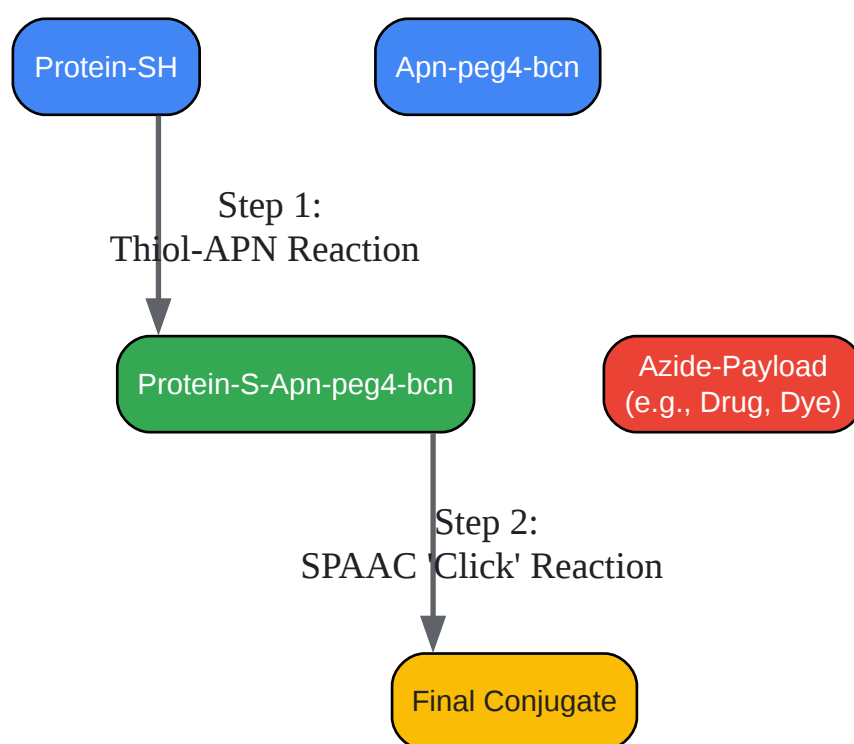 Protein-SH
Apn-peg4-bcn
Step 1:
Thiol-APN Reaction
Protein-S-Apn-peg4-bcn
Azide-Payload
(e.g., Drug, Dye)
Step 2:
SPAAC 'Click' Reaction
Final Conjugate